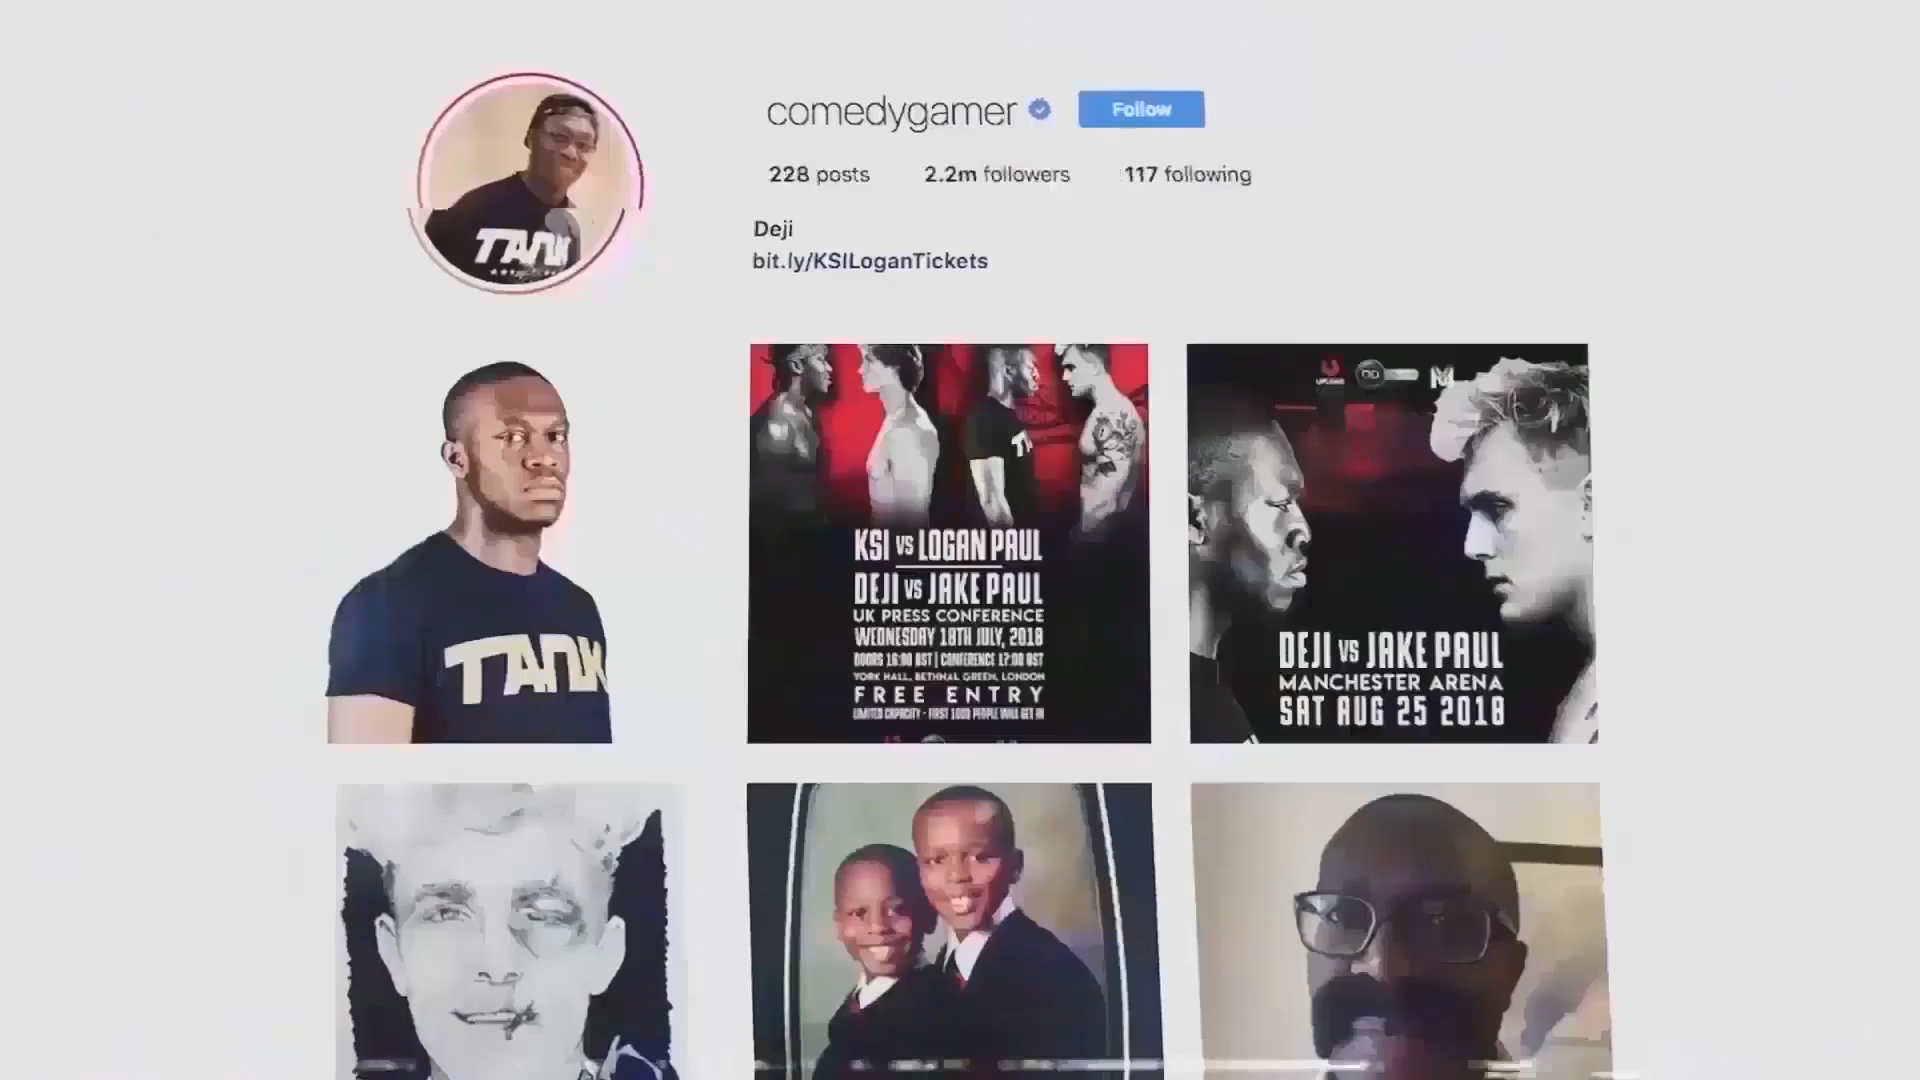 comedygamer
Follow
228 posts 2.2m followers 117 following
Deji
bit.ly/KSILoganTickets
TANK
TANK
KSI VS LOGAN PAUL
DEJI VS JAKE PAUL
UK PRESS CONFERENCE
WEDNESDAY 18TH JULY, 2018
DOORS 16:00 BST | CONFERENCE 17:00 BST
YORK HALL, BETHNAL GREEN, LONDON
FREE ENTRY
LIMITED CAPACITY - FIRST 1000 PEOPLE WILL GET IN
UPLOAD
DEJI VS JAKE PAUL
MANCHESTER ARENA
SAT AUG 25 2018